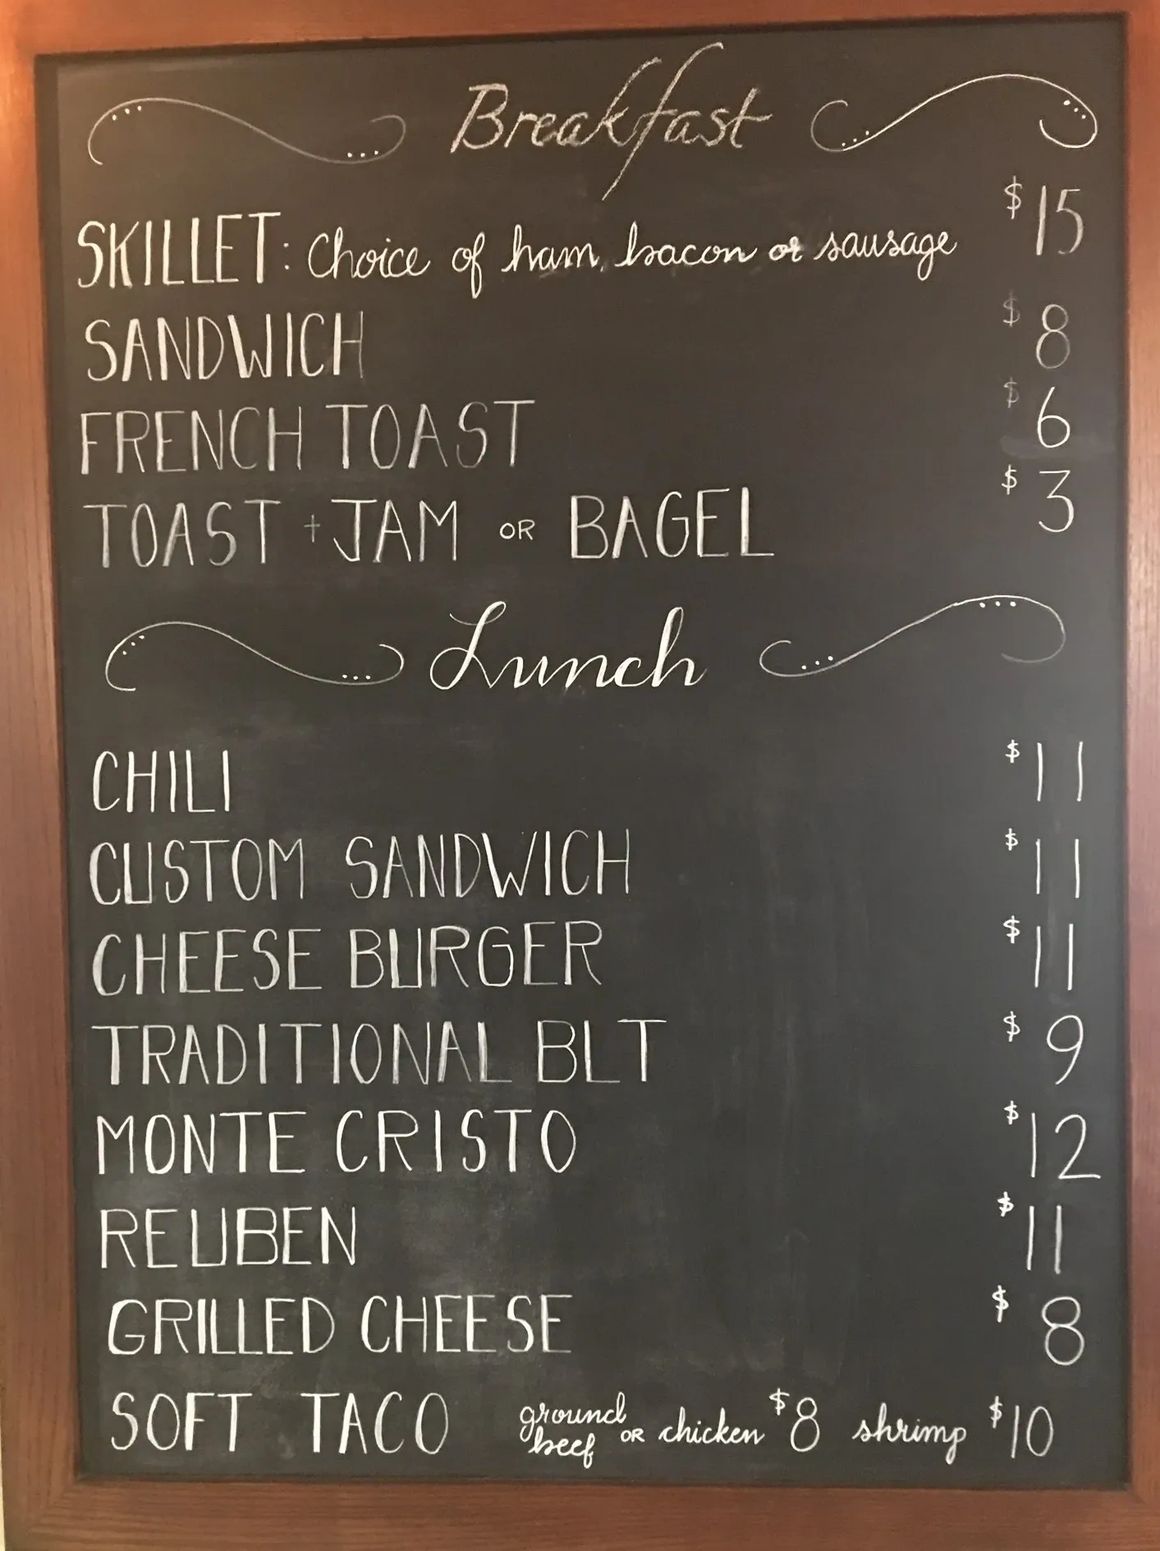 Breakfast
SKILLET: Choice of ham, bacon or sausage $15
SANDWICH $8
FRENCH TOAST $6
TOAST + JAM OR BAGEL $3
Lunch
CHILI $11
CUSTOM SANDWICH $11
CHEESE BURGER $11
TRADITIONAL BLT $9
MONTE CRISTO $12
REUBEN $11
GRILLED CHEESE $8
SOFT TACO ground beef OR chicken $8 shrimp $10